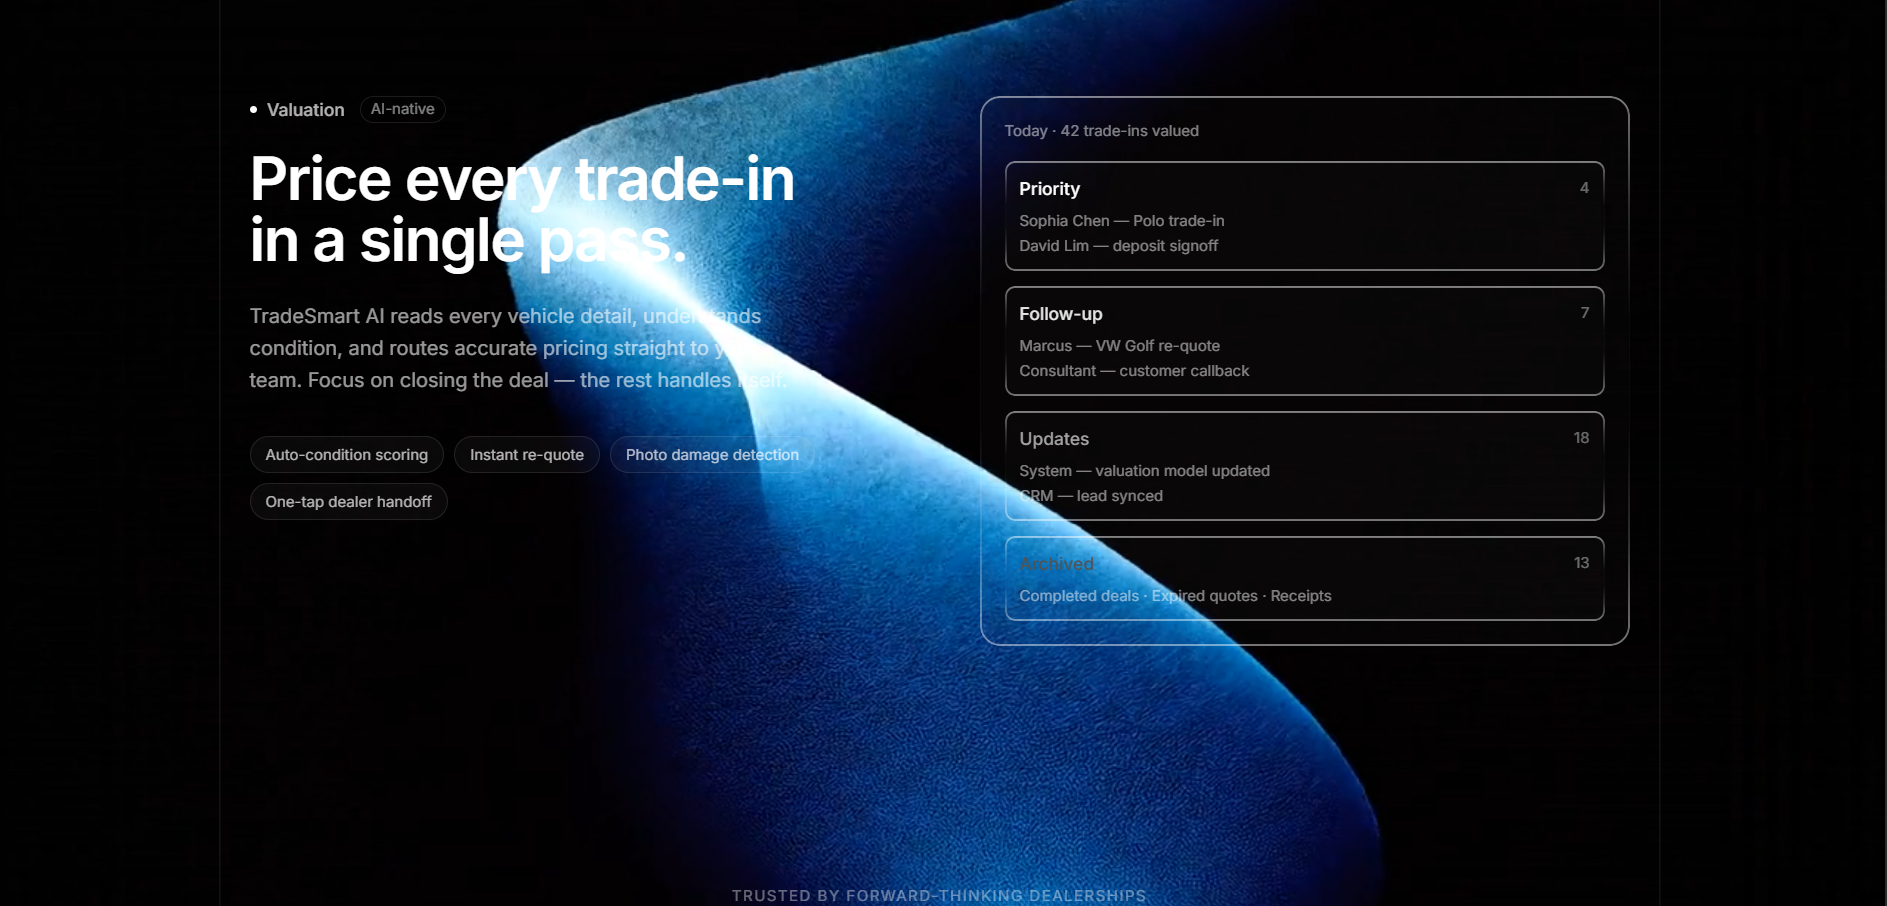 Valuation
AI-native
Price every trade-in
in a single pass.
TradeSmart AI reads every vehicle detail, understands
condition, and routes accurate pricing straight to
team. Focus on closing the deal — the rest handles itself.
Auto-condition scoring
Instant re-quote
Photo damage detection
One-tap dealer handoff
Today · 42 trade-ins valued
Priority
4
Sophia Chen — Polo trade-in
David Lim — deposit signoff
Follow-up
7
Marcus — VW Golf re-quote
Consultant — customer callback
Updates
18
System — valuation model updated
CRM — lead synced
Archived
13
Completed deals · Expired quotes · Receipts
TRUSTED BY FORWARD-THINKING DEALERSHIPS